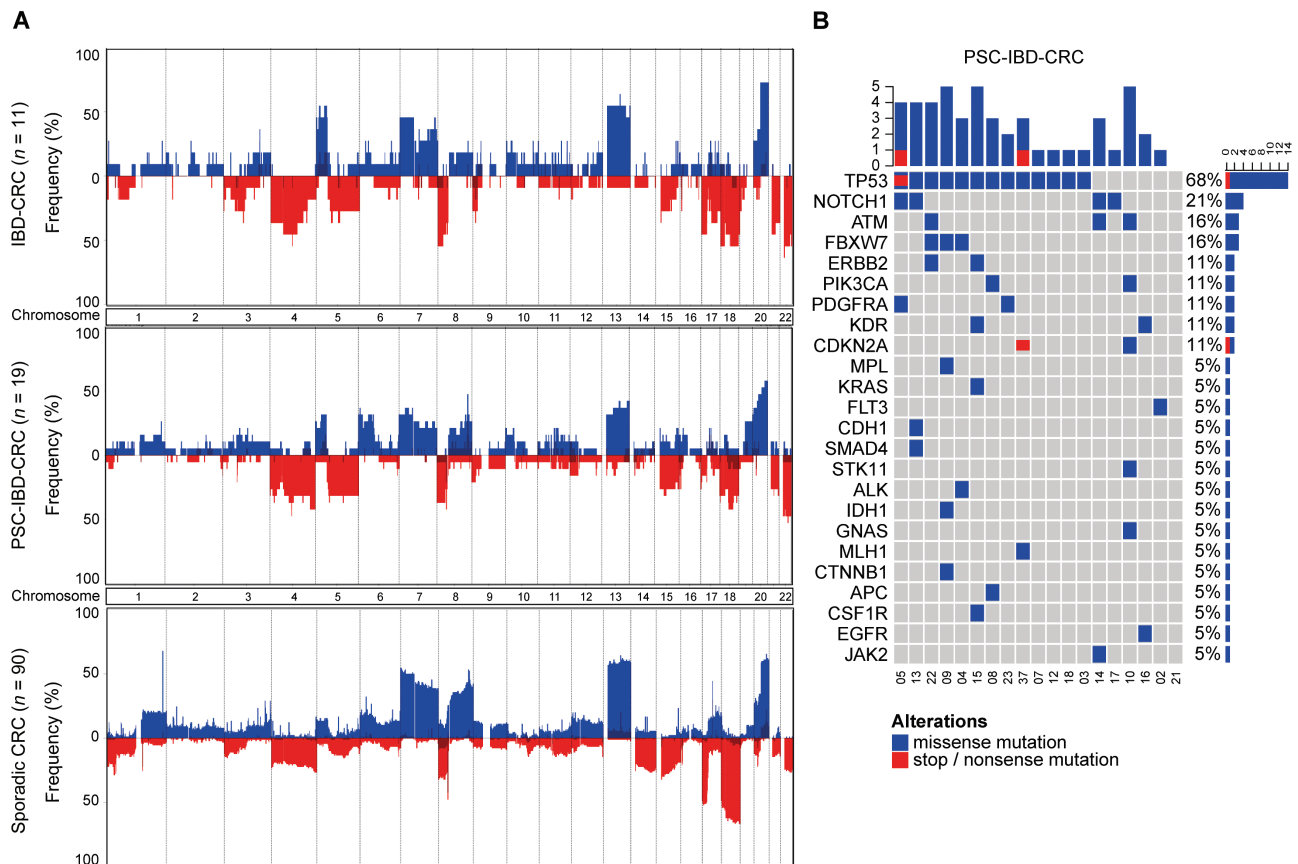 A
IBD-CRC (n = 11)
Frequency (%)
100
50
0
50
100
Chromosome 1 2 3 4 5 6 7 8 9 10 11 12 13 14 15 16 17 18 20 22
PSC-IBD-CRC (n = 19)
Frequency (%)
100
50
0
50
100
Chromosome 1 2 3 4 5 6 7 8 9 10 11 12 13 14 15 16 17 18 20 22
Sporadic CRC (n = 90)
Frequency (%)
100
50
0
50
100
B
PSC-IBD-CRC
5
4
3
2
1
0
0 2 4 6 8 10 12 14
TP53 68%
NOTCH1 21%
ATM 16%
FBXW7 16%
ERBB2 11%
PIK3CA 11%
PDGFRA 11%
KDR 11%
CDKN2A 11%
MPL 5%
KRAS 5%
FLT3 5%
CDH1 5%
SMAD4 5%
STK11 5%
ALK 5%
IDH1 5%
GNAS 5%
MLH1 5%
CTNNB1 5%
APC 5%
CSF1R 5%
EGFR 5%
JAK2 5%
05 13 22 09 04 15 08 23 37 07 12 18 03 14 17 10 16 02 21
Alterations
missense mutation
stop / nonsense mutation